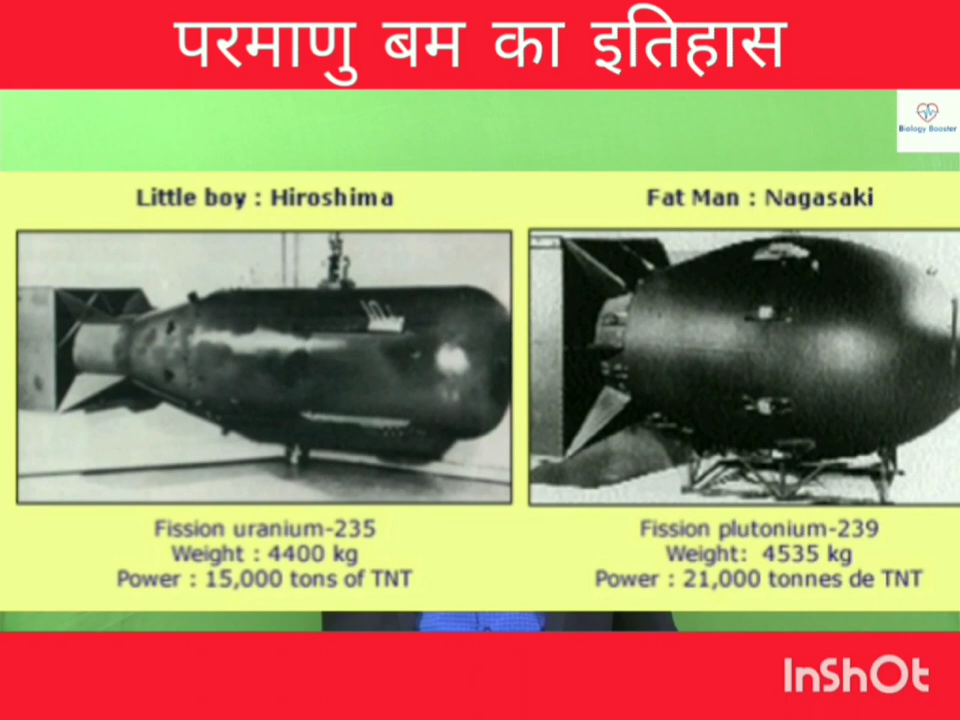 परमाणु बम का इतिहास
Biology Booster
Little boy : Hiroshima
Fat Man : Nagasaki
Fission uranium-235
Weight : 4400 kg
Power : 15,000 tons of TNT
Fission plutonium-239
Weight: 4535 kg
Power : 21,000 tonnes de TNT
InShOt